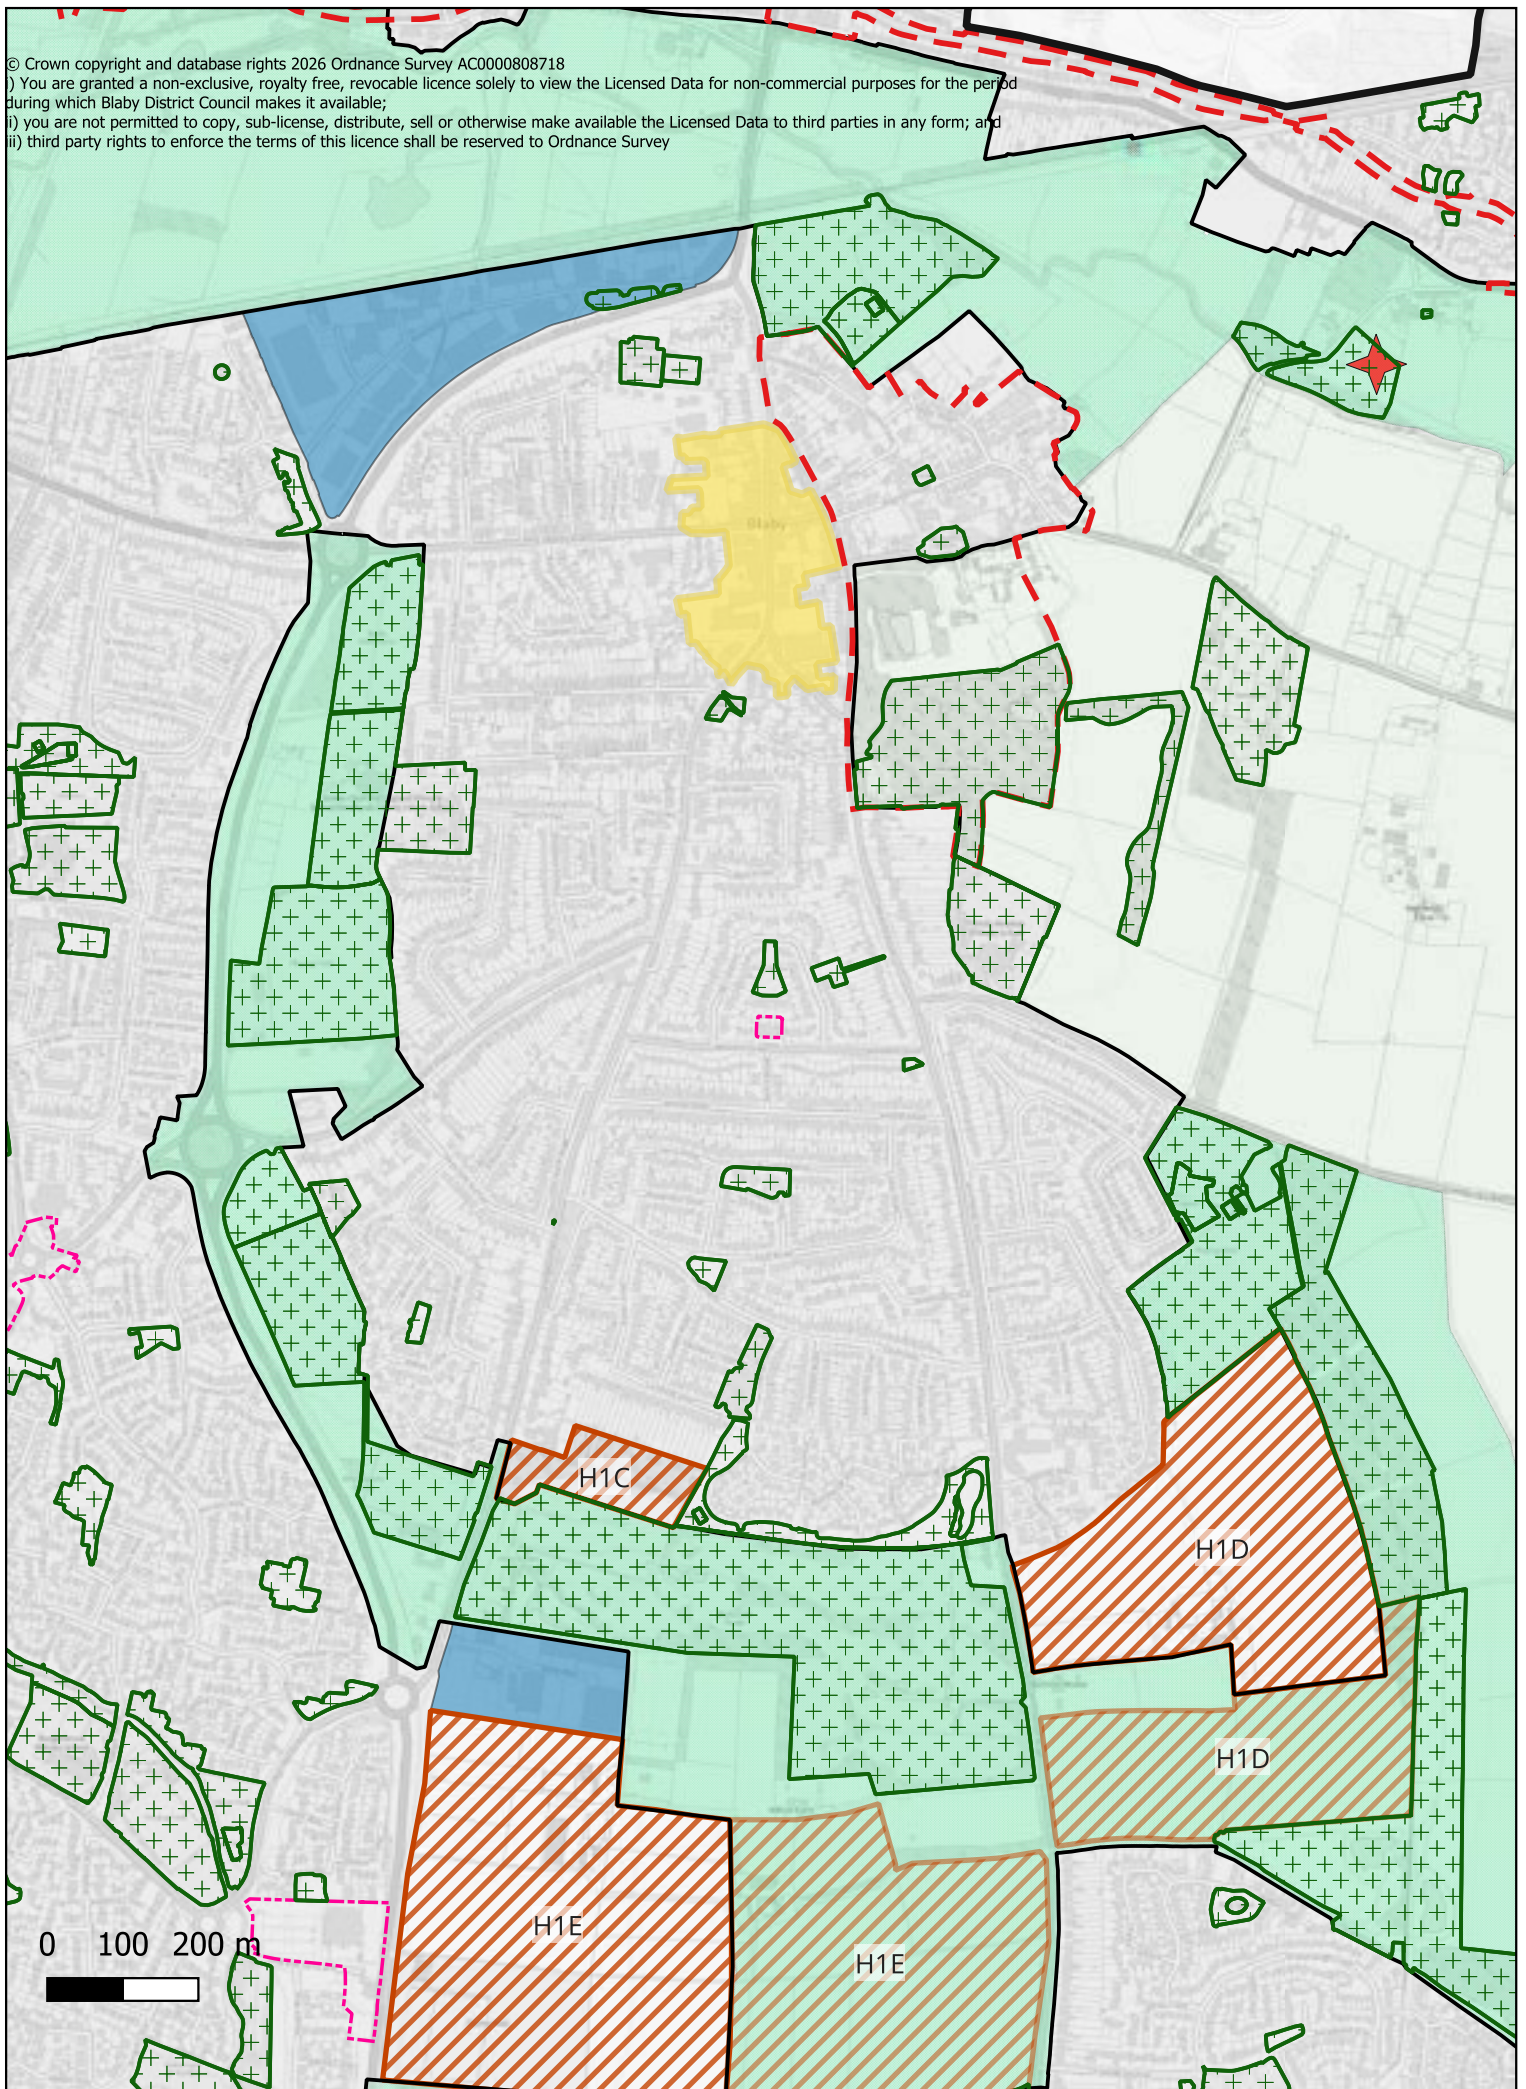 © Crown copyright and database rights 2026 Ordnance Survey AC0000808718
i) You are granted a non-exclusive, royalty free, revocable licence solely to view the Licensed Data for non-commercial purposes for the period
during which Blaby District Council makes it available;
ii) you are not permitted to copy, sub-license, distribute, sell or otherwise make available the Licensed Data to third parties in any form; and
iii) third party rights to enforce the terms of this licence shall be reserved to Ordnance Survey
Blaby
H1C
H1D
H1D
H1E
H1E
0 100 200 m